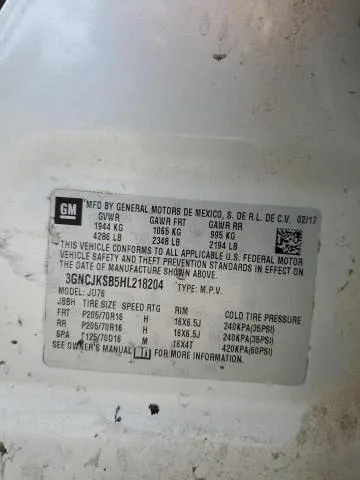 GM
MFD BY GENERAL MOTORS DE MEXICO, S. DE R.L. DE C.V. 02/17
GVWR GAWR FRT GAWR RR
1944 KG 1065 KG 995 KG
4286 LB 2348 LB 2194 LB
THIS VEHICLE CONFORMS TO ALL APPLICABLE U.S. FEDERAL MOTOR
VEHICLE SAFETY AND THEFT PREVENTION STANDARDS IN EFFECT ON THE
DATE OF MANUFACTURE SHOWN ABOVE.
3GNCJKSB5HL218204 TYPE: M.P.V.
MODEL: JU76
JBBH TIRE SIZE SPEED RTG RIM COLD TIRE PRESSURE
FRT P205/70R16 H 16X6.5J 240KPA(35PSI)
RR P205/70R16 H 16X6.5J 240KPA(35PSI)
SPA T125/70D16 M 16X4T 420KPA(60PSI)
SEE OWNER'S MANUAL FOR MORE INFORMATION